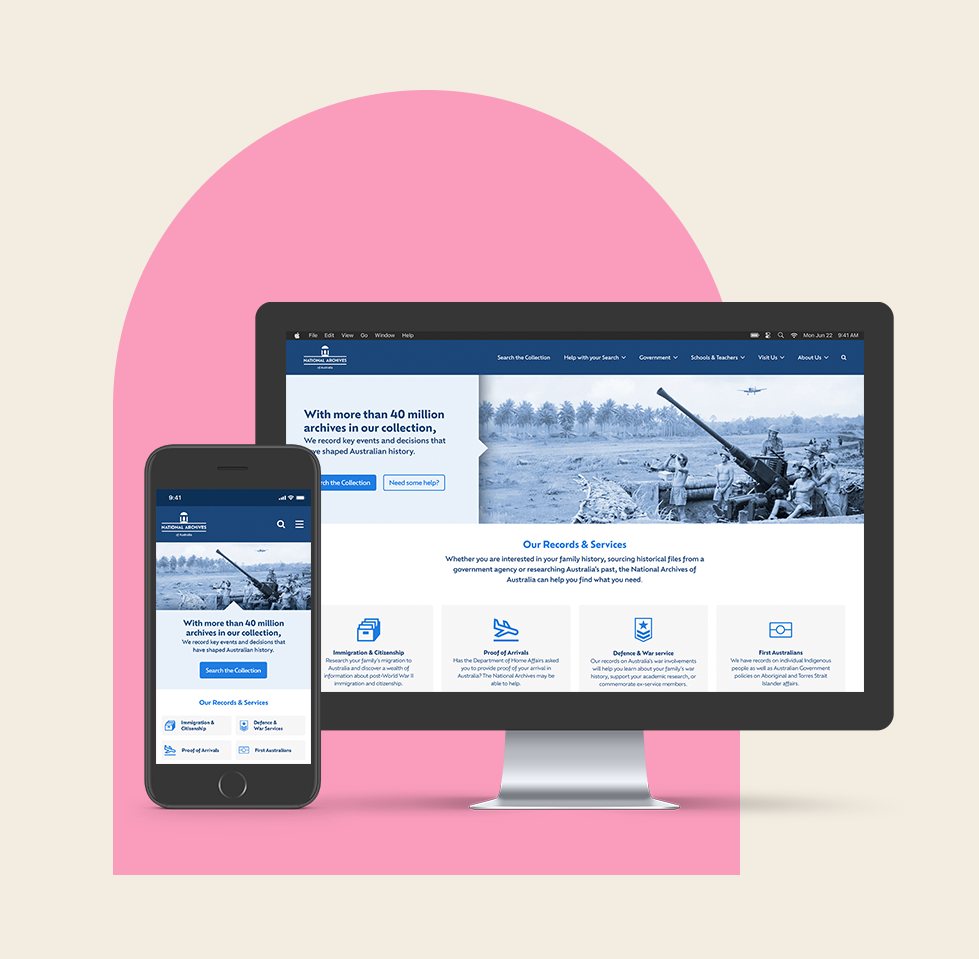 File Edit View Go Window Help
Mon Jun 22 9:41 AM
NATIONAL ARCHIVES
of Australia
Search the Collection
Help with your Search
Government
Schools & Teachers
Visit Us
About Us
With more than 40 million
archives in our collection,
We record key events and decisions that
ve shaped Australian history.
rch the Collection
Need some help?
Our Records & Services
Whether you are interested in your family history, sourcing historical files from a
government agency or researching Australia's past, the National Archives of
Australia can help you find what you need.
Immigration & Citizenship
Research your family's migration to
Australia and discover a wealth of
information about post-World War II
immigration and citizenship.
Proof of Arrivals
Has the Department of Home Affairs asked
you to provide proof of your arrival in
Australia? The National Archives may be
able to help.
Defence & War service
Our records on Australia's war involvements
will help you learn about your family's war
history, support your academic research, or
commemorate ex-service members.
First Australians
We have records on individual Indigenous
people as well as Australian Government
policies on Aboriginal and Torres Strait
Islander affairs.
9:41
NATIONAL ARCHIVES
of Australia
With more than 40 million
archives in our collection,
We record key events and decisions that
have shaped Australian history.
Search the Collection
Our Records & Services
Immigration &
Citizenship
Defence &
War Services
Proof of Arrivals
First Australians